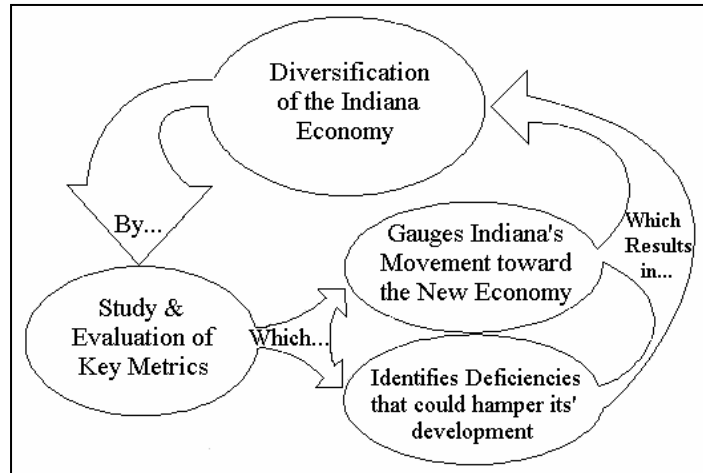 Diversification
of the Indiana
Economy
By...
Study &
Evaluation of
Key Metrics
Which...
Gauges Indiana's
Movement toward
the New Economy
Identifies Deficiencies
that could hamper its'
development
Which
Results
in...